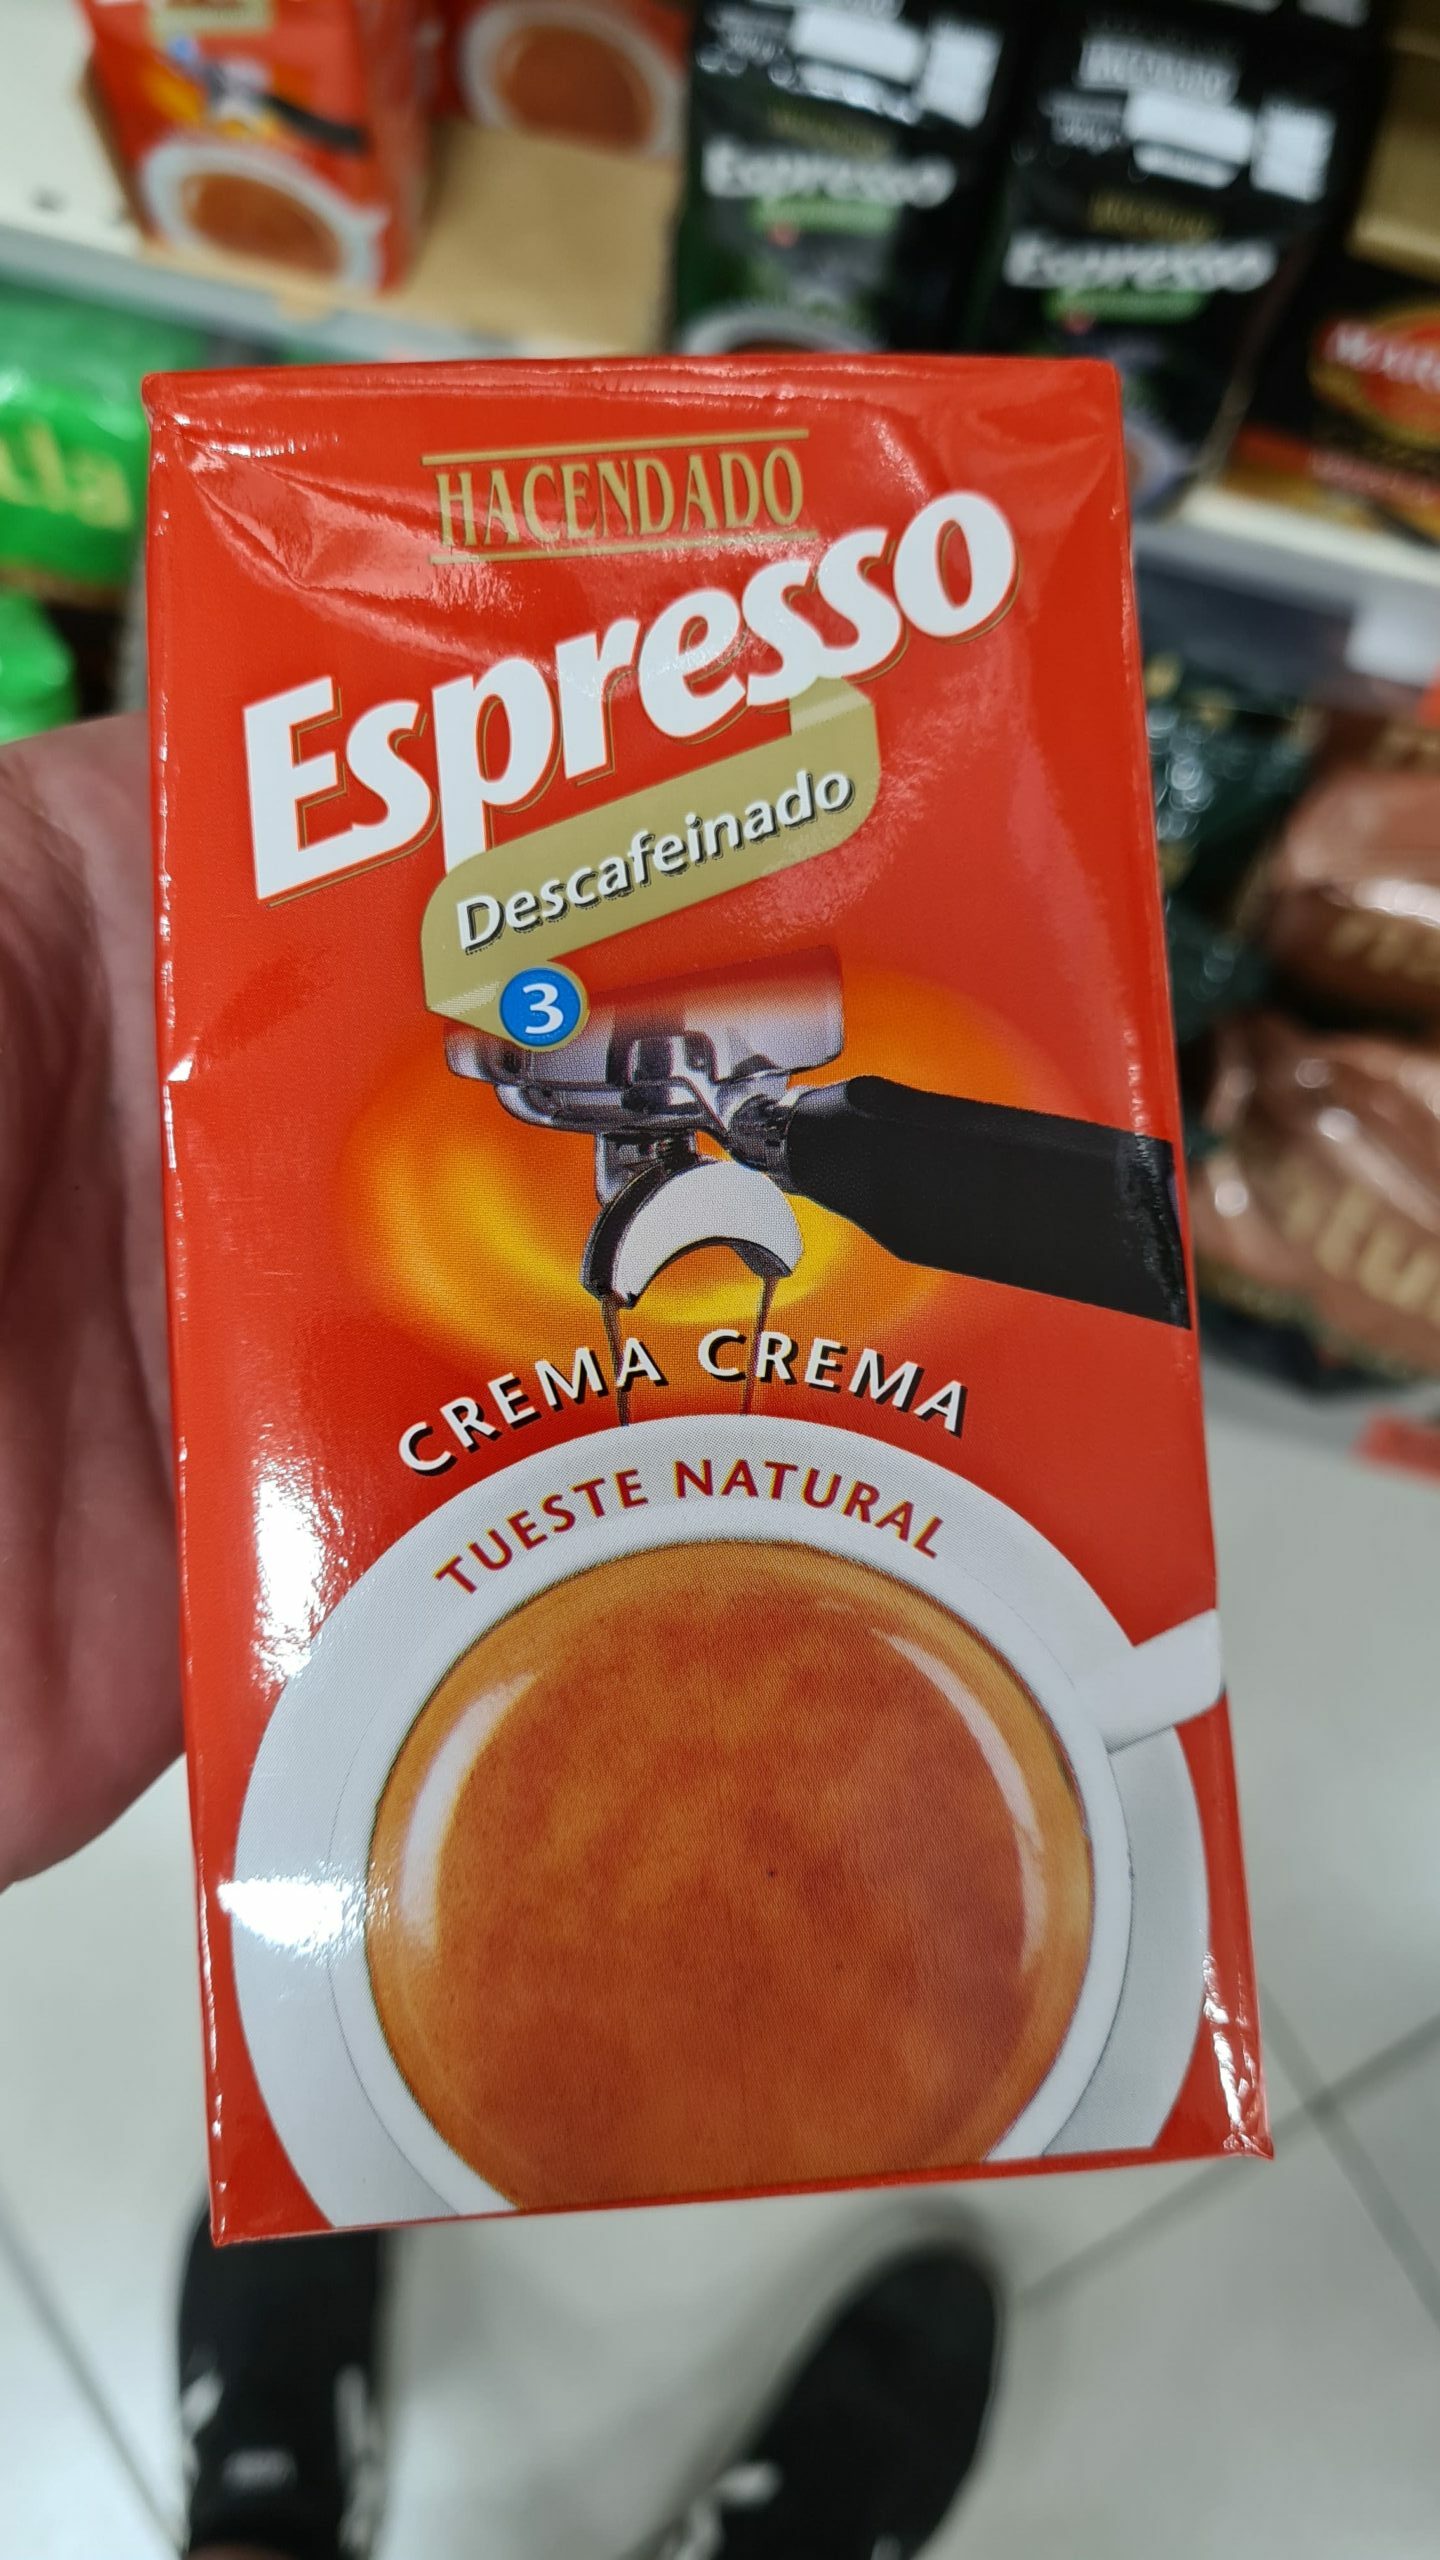 HACENDADO
Espresso
Descafeinado
3
CREMA CREMA
TUESTE NATURAL
Espresso
Espresso